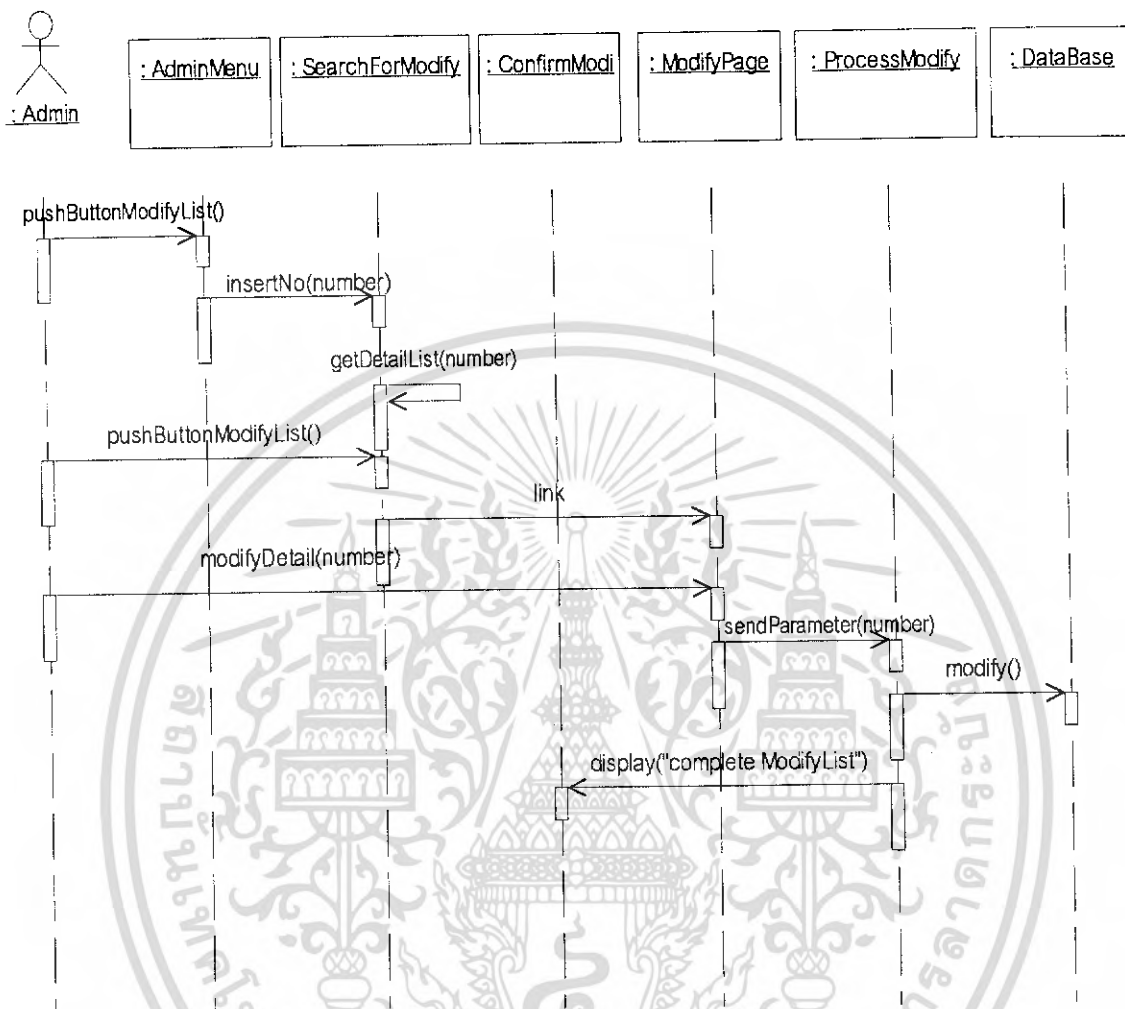 : Admin
: AdminMenu
: SearchForModify
: ConfirmModi
: ModifyPage
: ProcessModify
: DataBase
pushButtonModifyList()
insertNo(number)
getDetailList(number)
pushButtonModifyList()
link
modifyDetail(number)
sendParameter(number)
modify()
display("complete ModifyList")